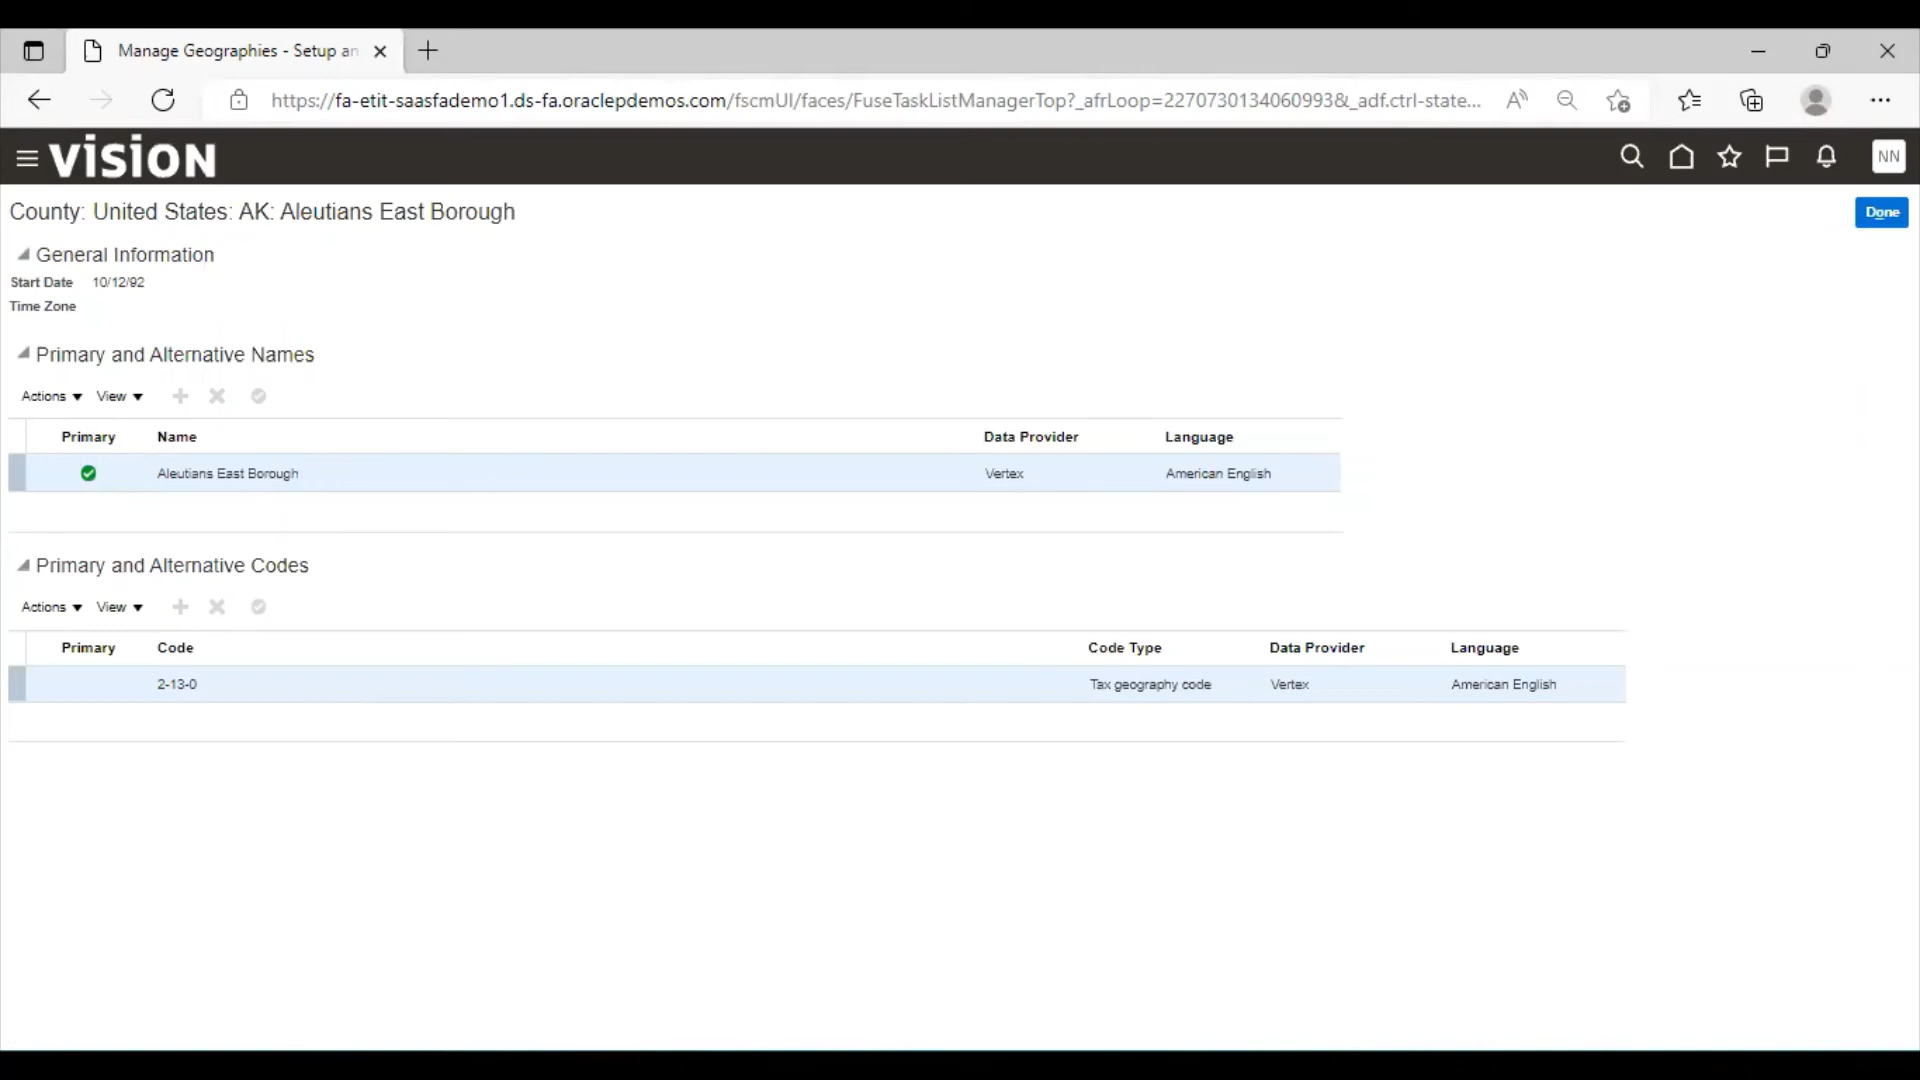 Manage Geographies - Setup an
https://fa-etit-saasfademo1.ds-fa.oraclepdemos.com/fscmUI/faces/FuseTaskListManagerTop?_afrLoop=2270730134060993&_adf.ctrl-state...
VISION
NN
County: United States: AK: Aleutians East Borough
Done
General Information
Start Date 10/12/92
Time Zone
Primary and Alternative Names
Actions View
Primary Name Data Provider Language
Aleutians East Borough Vertex American English
Primary and Alternative Codes
Actions View
Primary Code Code Type Data Provider Language
2-13-0 Tax geography code Vertex American English